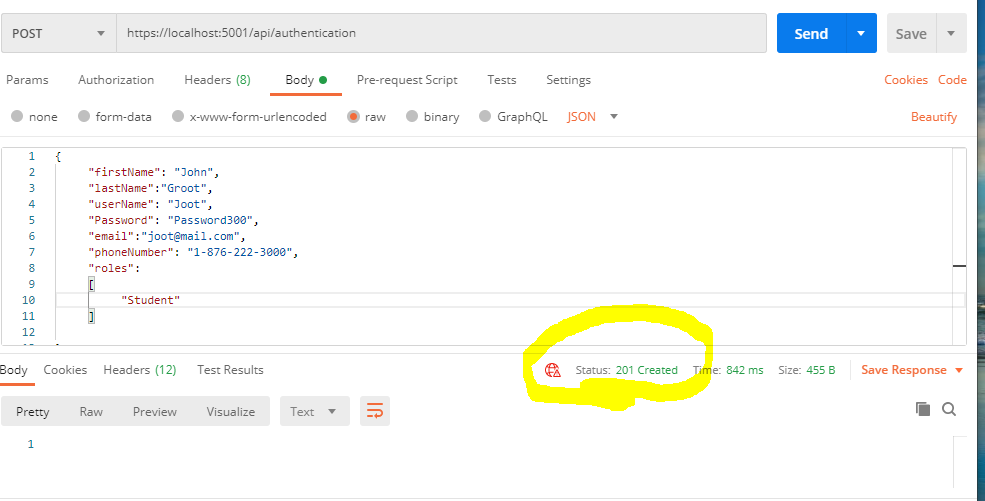 POST https://localhost:5001/api/authentication Send Save
Params Authorization Headers (8) Body Pre-request Script Tests Settings Cookies Code
none form-data x-www-form-urlencoded raw binary GraphQL JSON Beautify
1 {
2 "firstName": "John",
3 "lastName":"Groot",
4 "userName": "Joot",
5 "Password": "Password300",
6 "email":"joot@mail.com",
7 "phoneNumber": "1-876-222-3000",
8 "roles":
9 [
10 "Student"
11 ]
12
Body Cookies Headers (12) Test Results Status: 201 Created Time: 842 ms Size: 455 B Save Response
Pretty Raw Preview Visualize Text
1